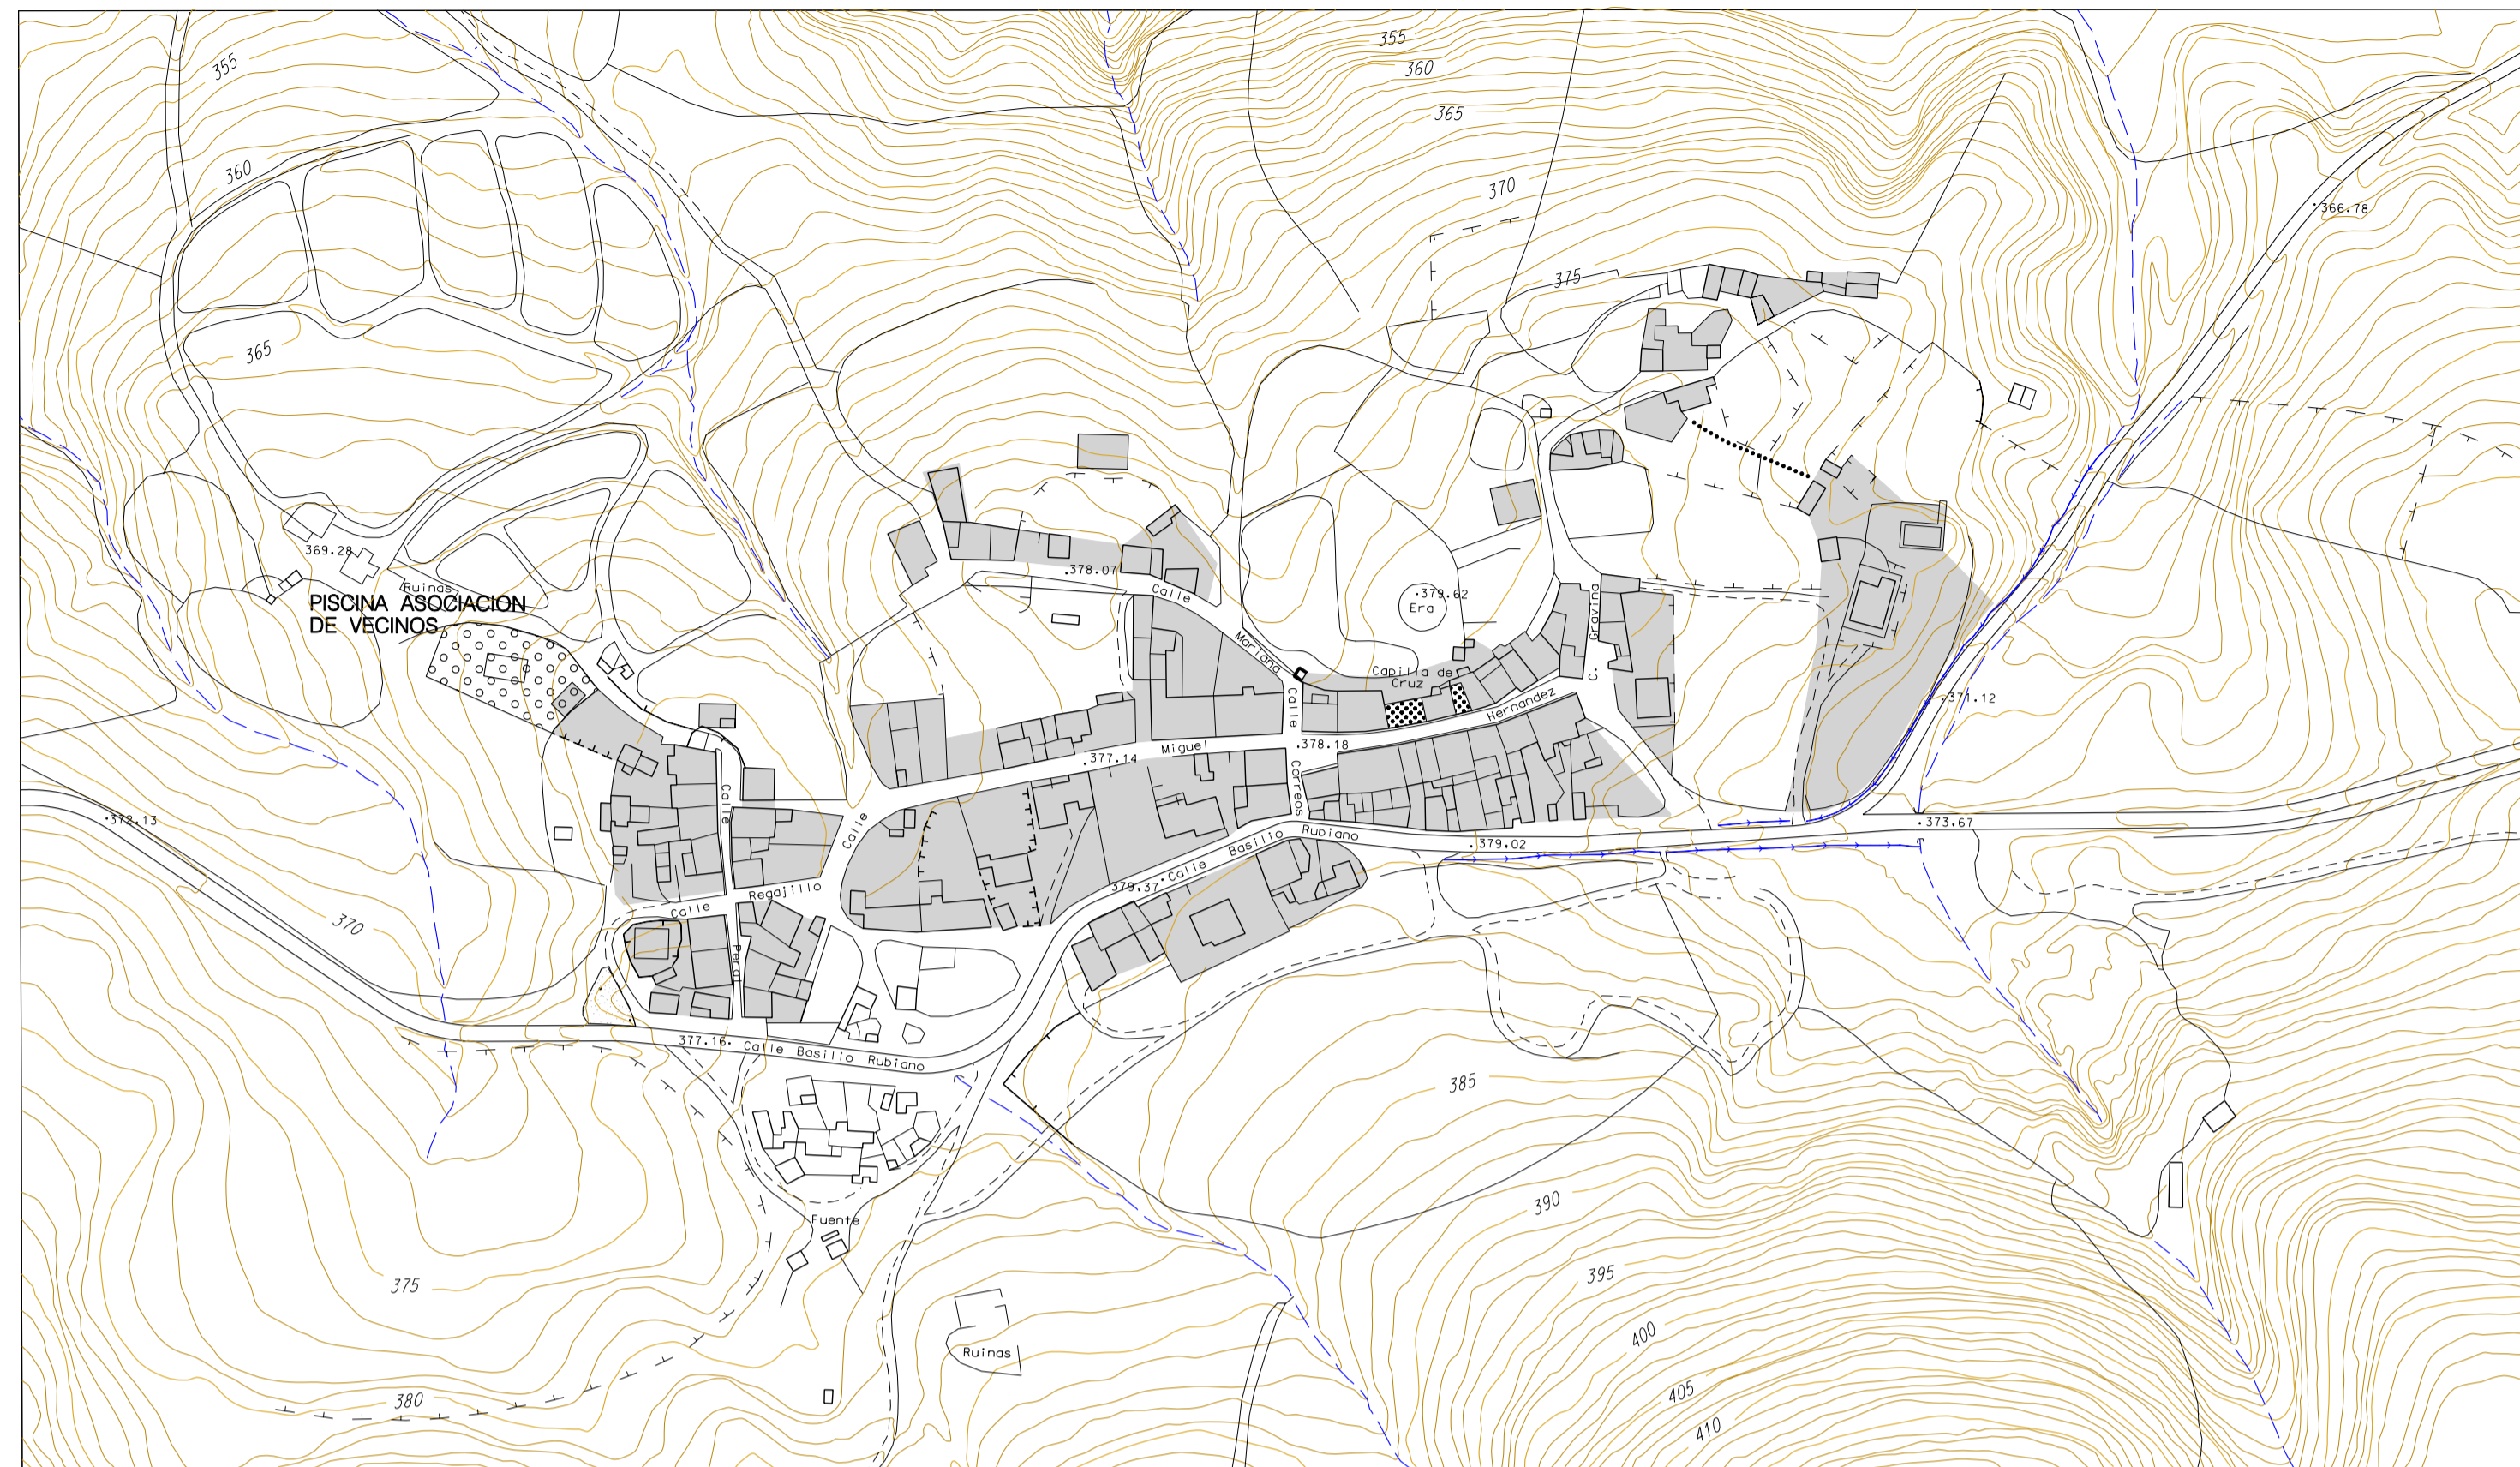 355
355
360
365
360
370
366.78
375
365
369.28
Ruinas
PISCINA ASOCIACION
DE VECINOS
.378.07
Calle
Mariana
.379.62
Era
C. Gravina
Capilla de
Cruz
Calle
Hernandez
.371.12
Miguel
.378.18
.377.14
Correos
.372.13
Calle
Calle
Rubiano
Basilio
.379.02
.373.67
379.37.
Calle
Regajillo
Calle
370
Peral
377.16.
Calle Basilio Rubiano
385
390
Fuente
375
395
400
Ruinas
380
405
410